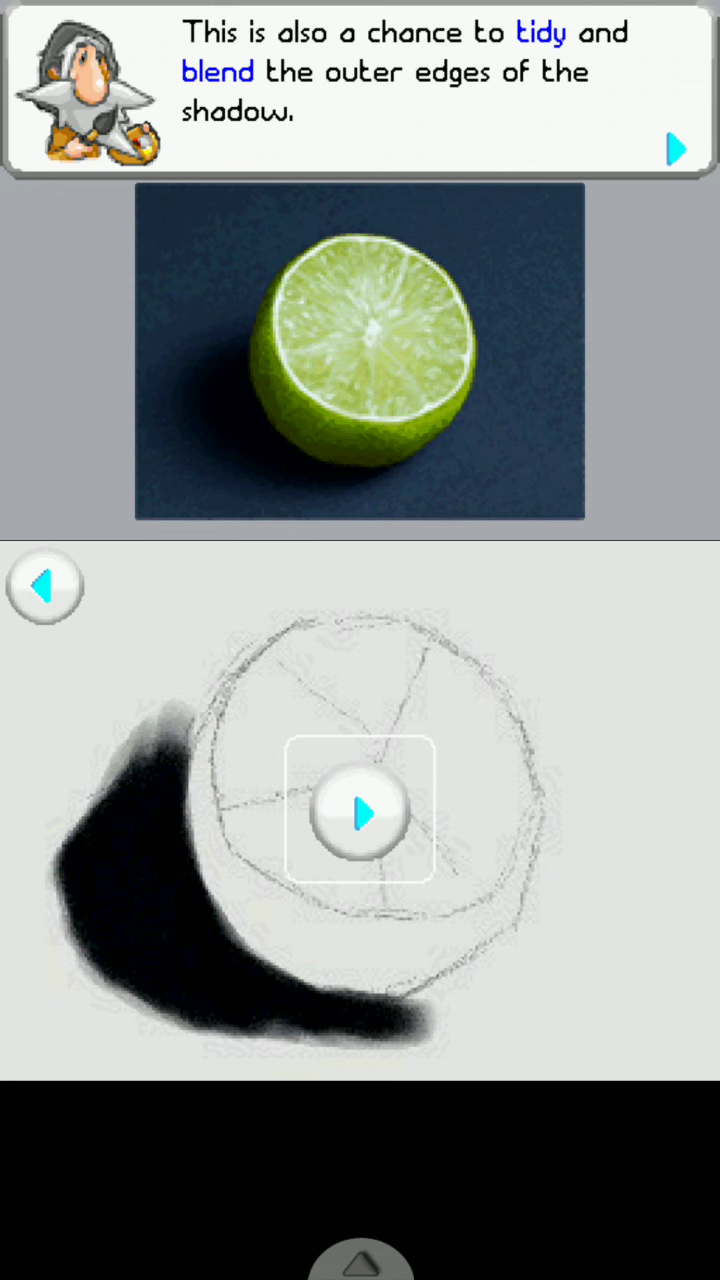 This is also a chance to tidy and
blend the outer edges of the
shadow.